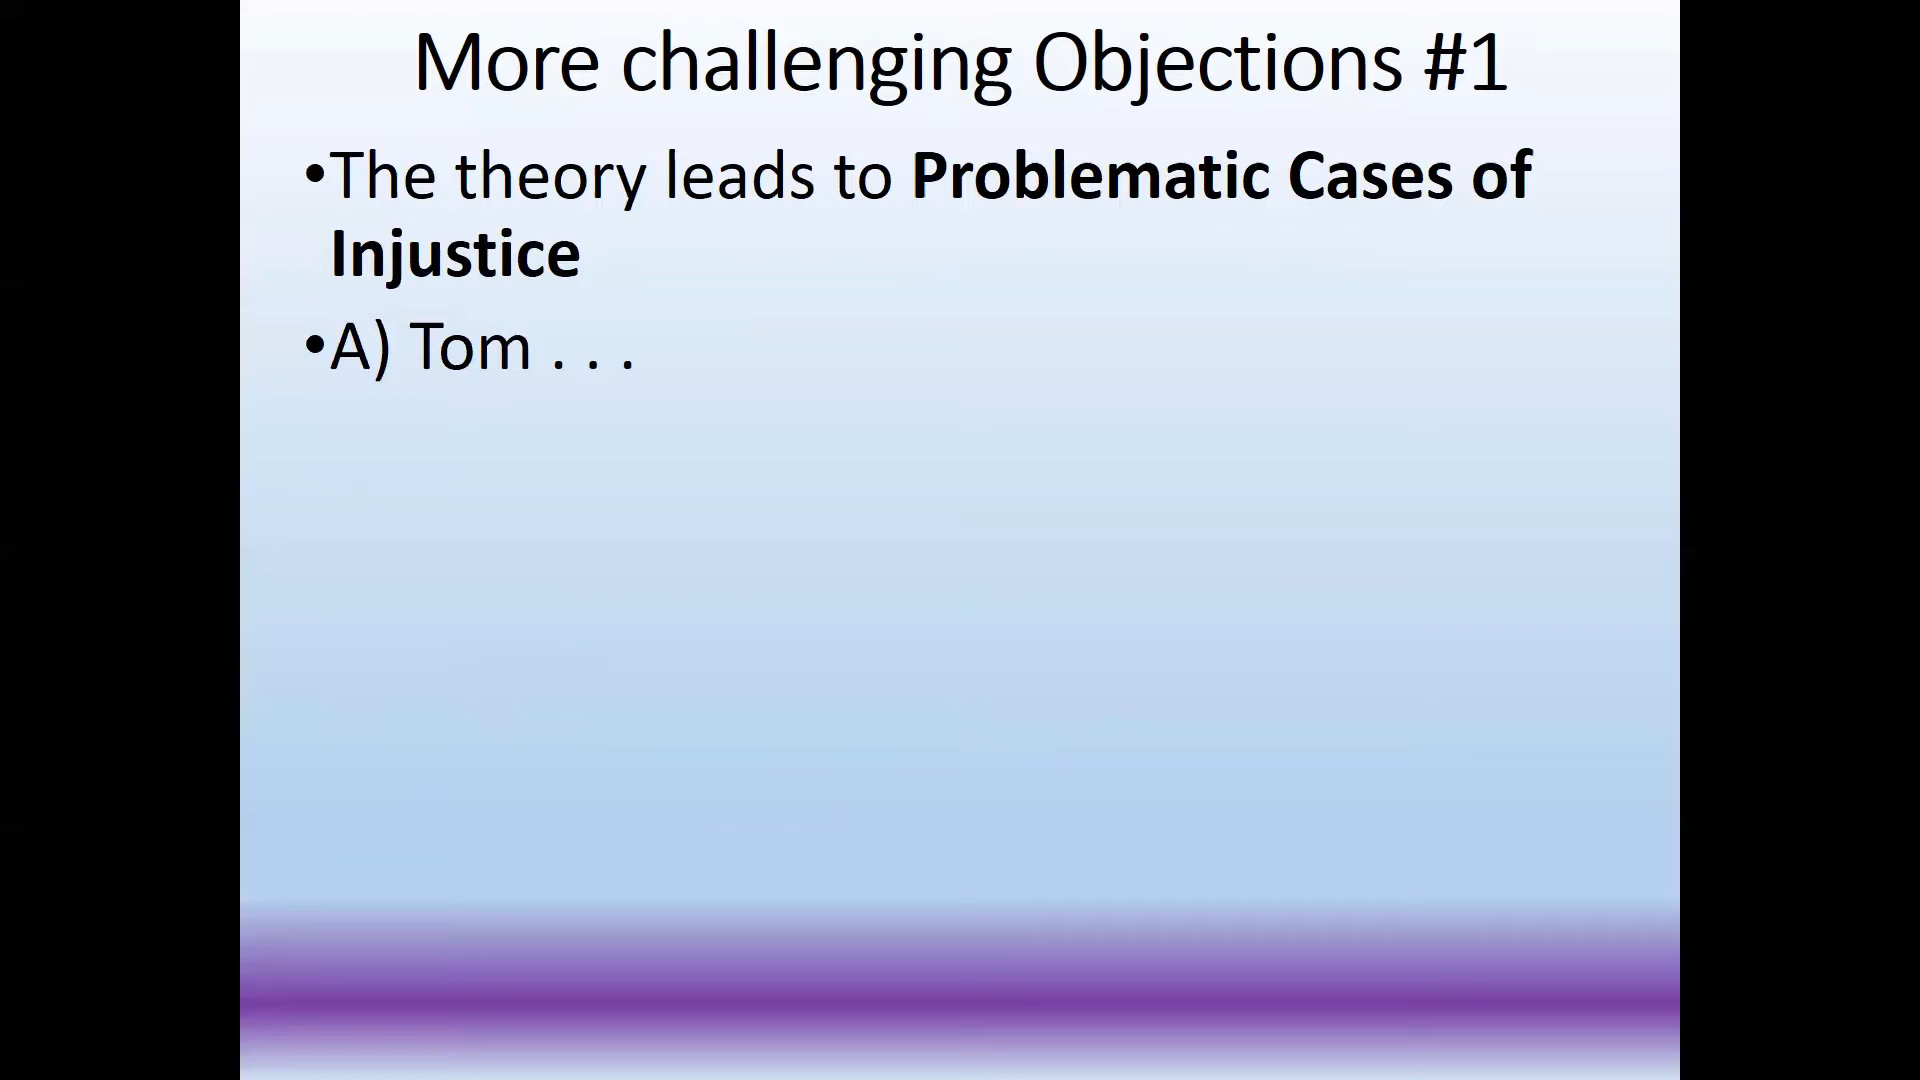 More challenging Objections #1
•The theory leads to Problematic Cases of
Injustice
•A) Tom . . .